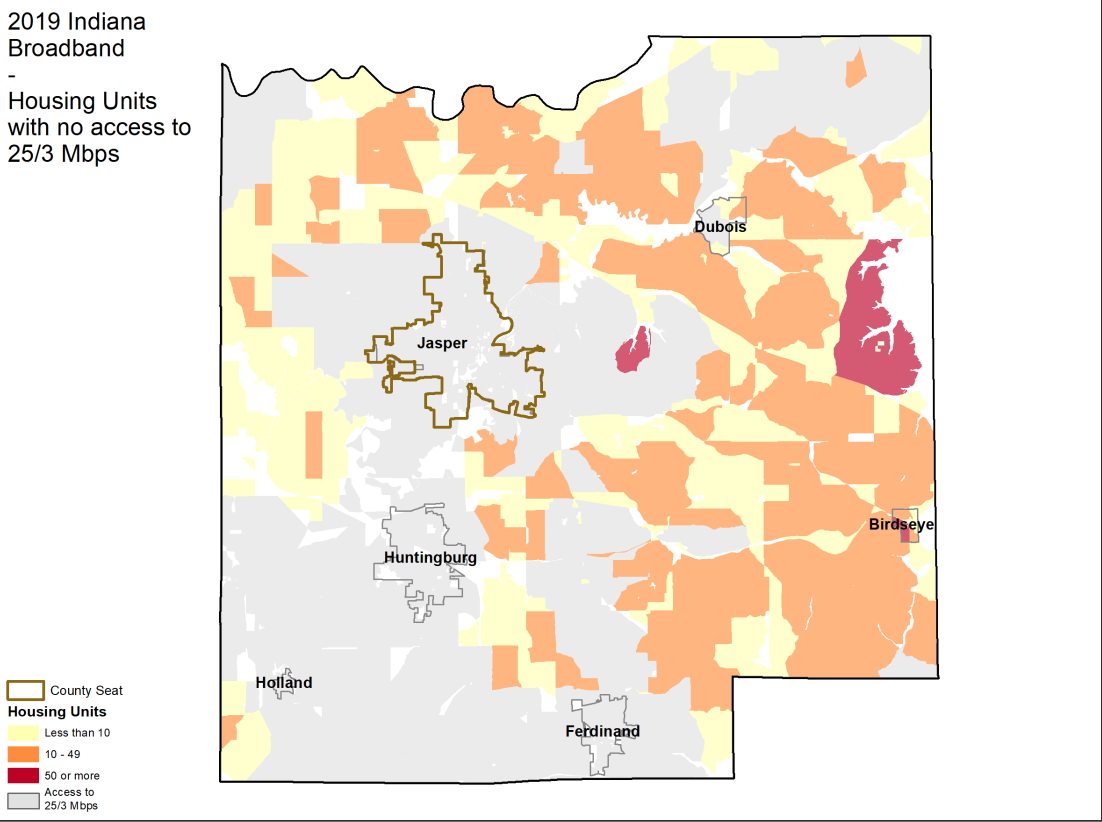 2019 Indiana
Broadband
-
Housing Units
with no access to
25/3 Mbps
Dubois
Jasper
Birdseye
Huntingburg
Holland
Ferdinand
County Seat
Housing Units
Less than 10
10 - 49
50 or more
Access to
25/3 Mbps